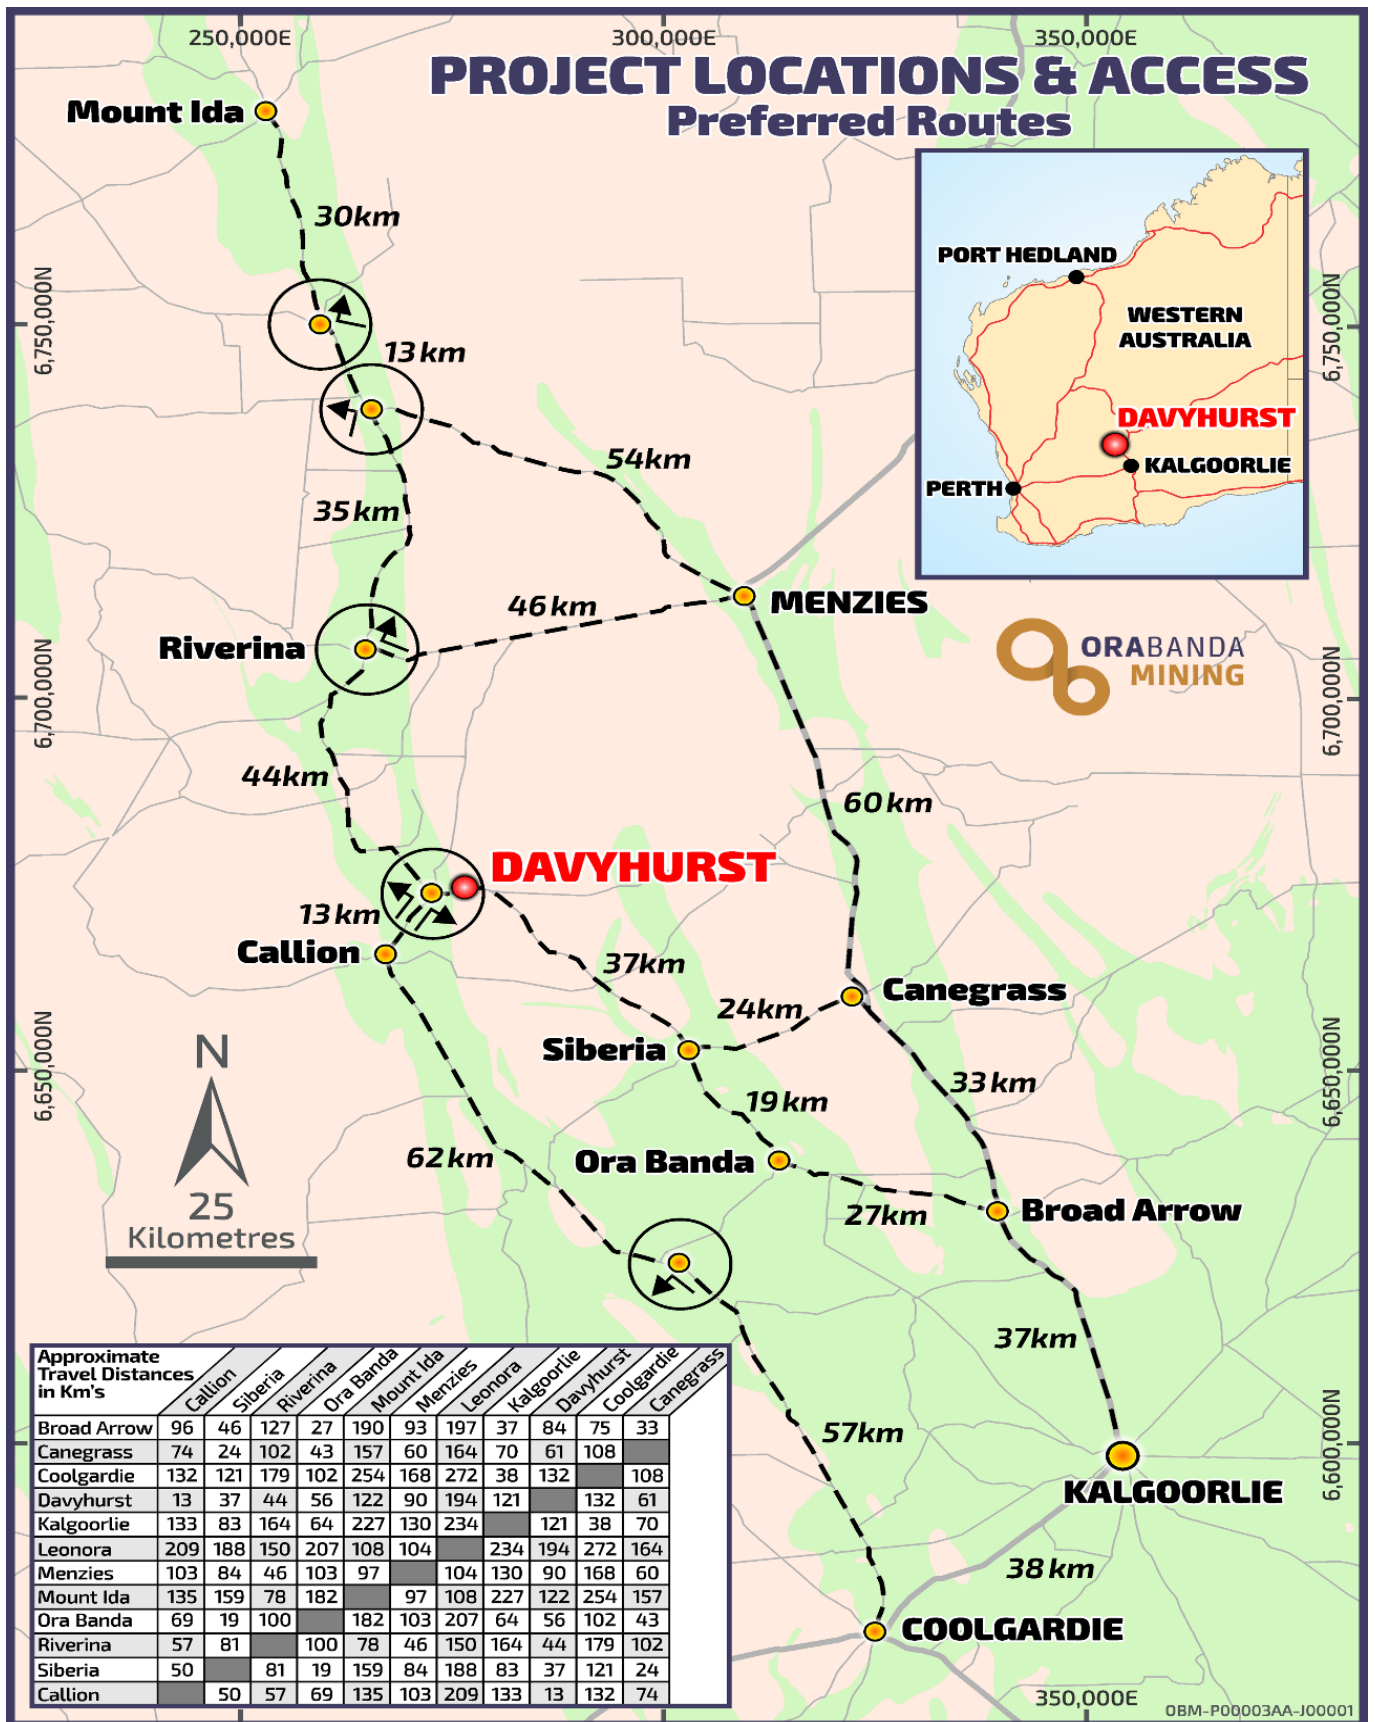 250,000E 300,000E 350,000E
PROJECT LOCATIONS & ACCESS
Preferred Routes
Mount Ida
30km
6,750,000N
6,750,000N
13km
54km
35km
46km
MENZIES
Riverina
PORT HEDLAND
WESTERN
AUSTRALIA
DAVYHURST
KALGOORLIE
PERTH
ORABANDA
MINING
6,700,000N
6,700,000N
44km
60km
DAVYHURST
13km
Callion
37km
Canegrass
24km
Siberia
33km
19km
N
25
Kilometres
6,650,000N
6,650,000N
62km
Ora Banda
27km
Broad Arrow
37km
57km
KALGOORLIE
6,600,000N
38km
COOLGARDIE
Approximate
Travel Distances
in Km's
Callion Siberia Riverina Ora Banda Mount Ida Menzies Leonora Kalgoorlie Davyhurst Coolgardie Canegrass
Broad Arrow 96 46 127 27 190 93 197 37 84 75 33
Canegrass 74 24 102 43 157 60 164 70 61 108
Coolgardie 132 121 179 102 254 168 272 38 132 108
Davyhurst 13 37 44 56 122 90 194 121 132 61
Kalgoorlie 133 83 164 64 227 130 234 121 38 70
Leonora 209 188 150 207 108 104 234 194 272 164
Menzies 103 84 46 103 97 104 130 90 168 60
Mount Ida 135 159 78 182 97 108 227 122 254 157
Ora Banda 69 19 100 182 103 207 64 56 102 43
Riverina 57 81 100 78 46 150 164 44 179 102
Siberia 50 81 19 159 84 188 83 37 121 24
Callion 50 57 69 135 103 209 133 13 132 74
350,000E
OBM-P00003AA-J00001